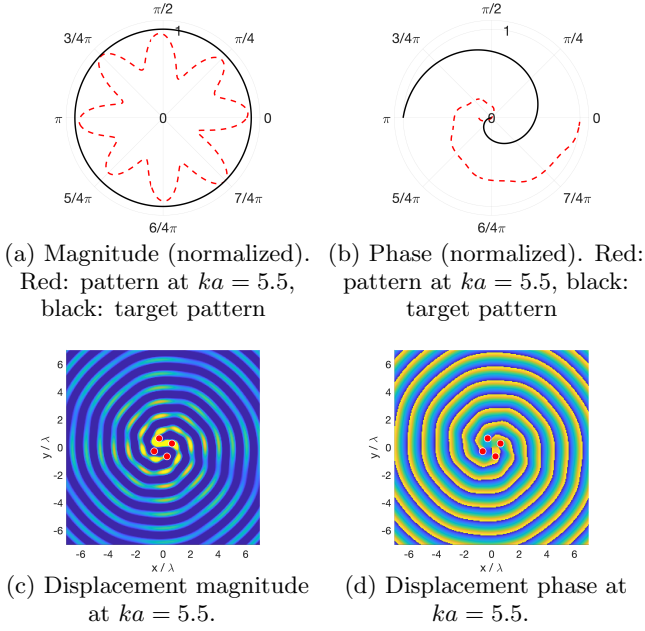 π/2 π/2
3/4π 1 π/4 3/4π 1 π/4
π 0 0 π 0 0
5/4π 7/4π 5/4π 7/4π
6/4π 6/4π
(a) Magnitude (normalized).
Red: pattern at ka = 5.5,
black: target pattern
(b) Phase (normalized). Red:
pattern at ka = 5.5, black:
target pattern
6
4
2
0
-2
-4
-6
y / λ
-6 -4 -2 0 2 4 6
x / λ
6
4
2
0
-2
-4
-6
y / λ
-6 -4 -2 0 2 4 6
x / λ
(c) Displacement magnitude
at ka = 5.5.
(d) Displacement phase at
ka = 5.5.